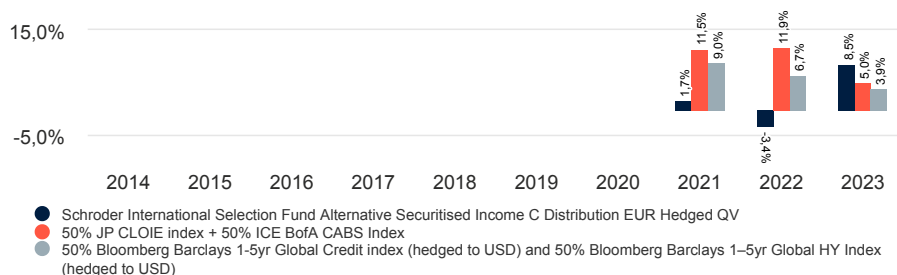 15,0%
-5,0%
1,7%
11,5%
9,0%
-3,4%
11,9%
6,7%
8,5%
5,0%
3,9%
2014 2015 2016 2017 2018 2019 2020 2021 2022 2023
Schroder International Selection Fund Alternative Securitised Income C Distribution EUR Hedged QV
50% JP CLOIE index + 50% ICE BofA CABS Index
50% Bloomberg Barclays 1-5yr Global Credit index (hedged to USD) and 50% Bloomberg Barclays 1–5yr Global HY Index
(hedged to USD)